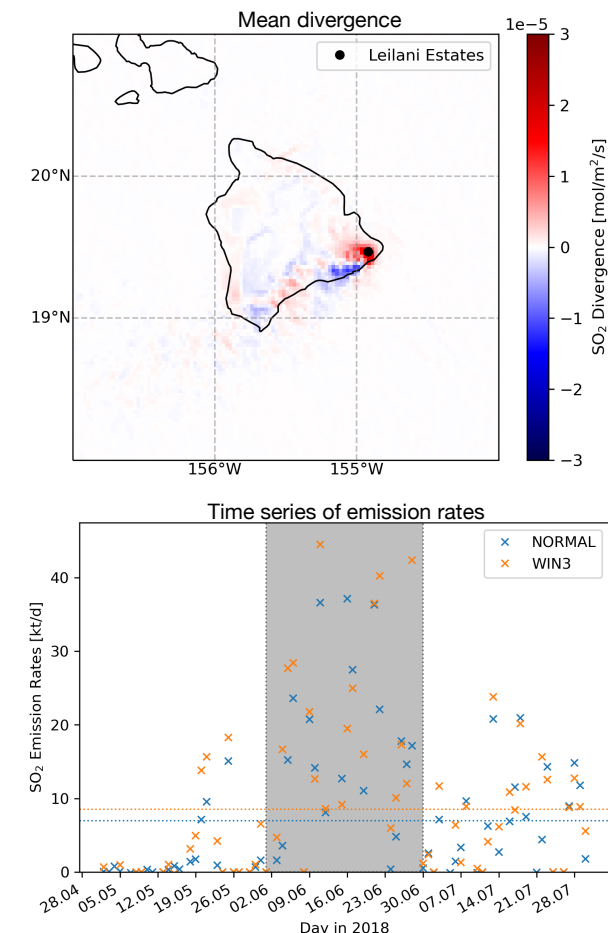 Mean divergence
1e−5
Leilani Estates
20°N
19°N
156°W
155°W
3
2
1
0
−1
−2
−3
SO₂ Divergence [mol/m²/s]
Time series of emission rates
NORMAL
WIN3
SO₂ Emission Rates [kt/d]
40
30
20
10
0
28.04
05.05
12.05
19.05
26.05
02.06
09.06
16.06
23.06
30.06
07.07
14.07
21.07
28.07
Day in 2018